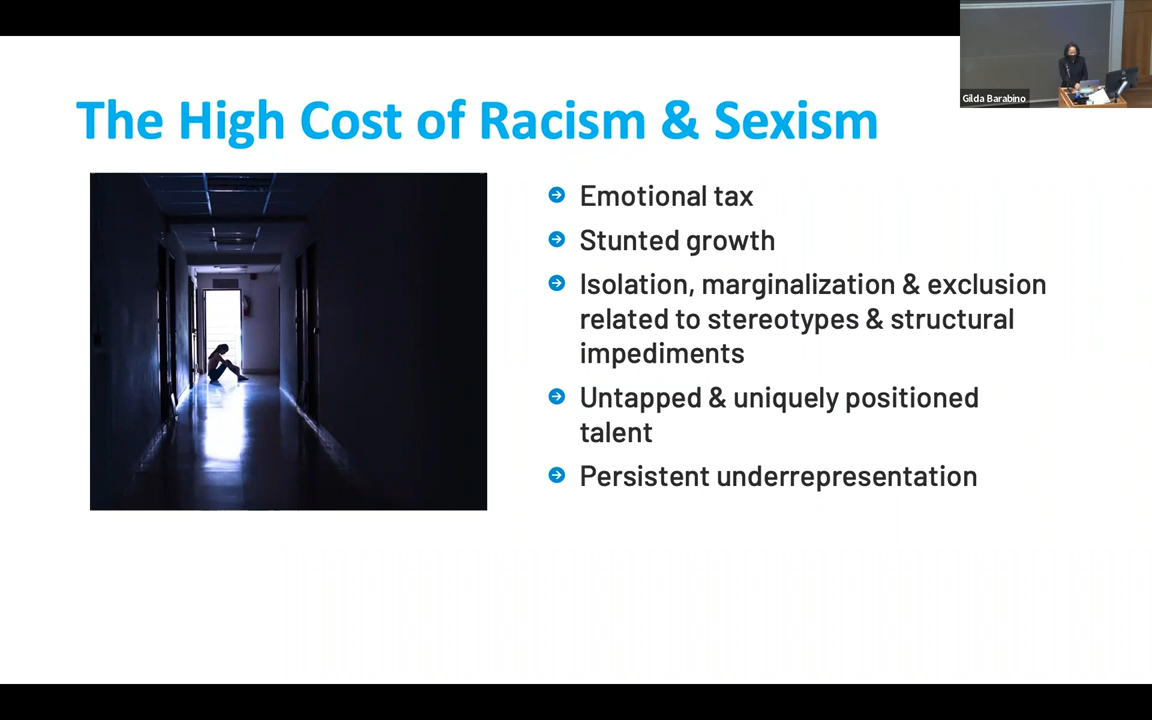 Gilda Barabino
The High Cost of Racism & Sexism
Emotional tax
Stunted growth
Isolation, marginalization & exclusion
related to stereotypes & structural
impediments
Untapped & uniquely positioned
talent
Persistent underrepresentation